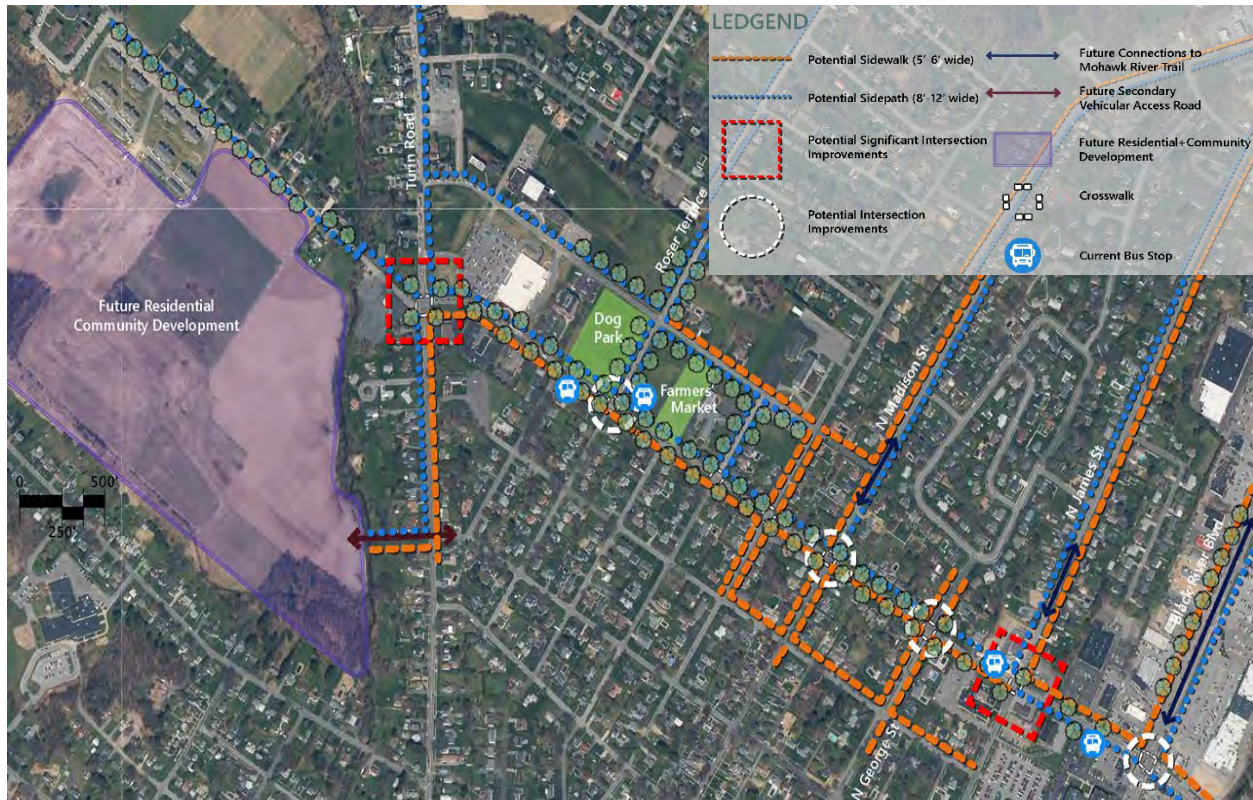 LEDGEND
Potential Sidewalk (5'-6' wide)
Potential Sidepath (8'-12' wide)
Potential Significant Intersection
Improvements
Potential Intersection
Improvements
Future Connections to
Mohawk River Trail
Future Secondary
Vehicular Access Road
Future Residential+Community
Development
Crosswalk
Current Bus Stop
Turin Road
Roser Terrace
Future Residential
Community Development
Dog
Park
Farmers'
Market
N Madison St
N James St
Black River Blvd
N George St
0'
500'
250'